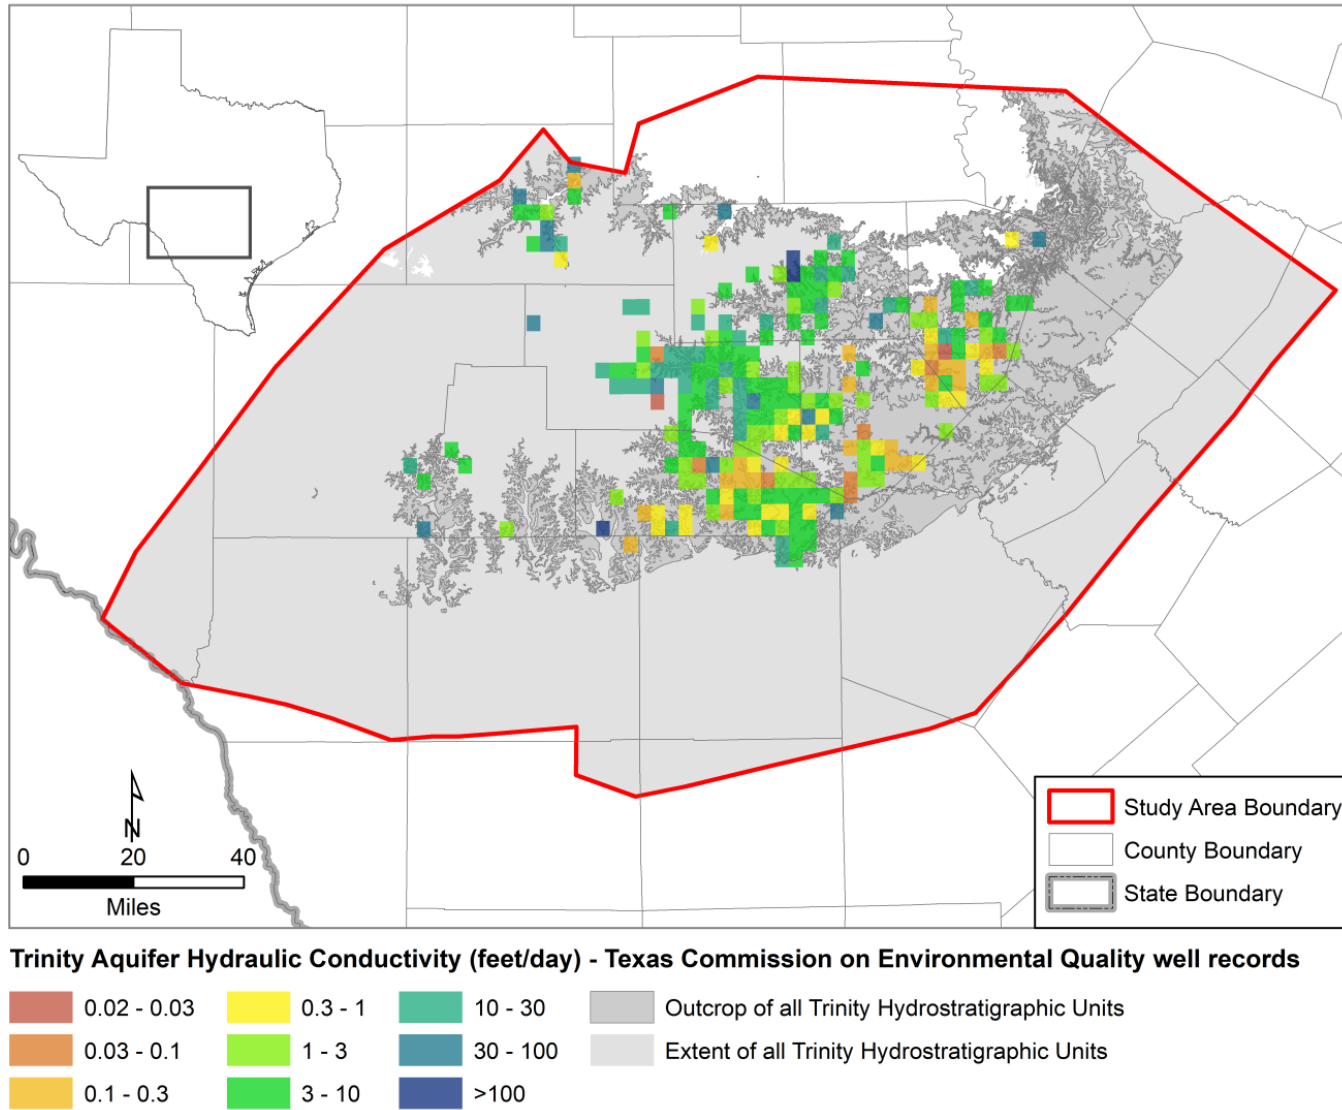 N
0 20 40
Miles
Study Area Boundary
County Boundary
State Boundary
Trinity Aquifer Hydraulic Conductivity (feet/day) - Texas Commission on Environmental Quality well records
0.02 - 0.03 0.3 - 1 10 - 30 Outcrop of all Trinity Hydrostratigraphic Units
0.03 - 0.1 1 - 3 30 - 100 Extent of all Trinity Hydrostratigraphic Units
0.1 - 0.3 3 - 10 >100